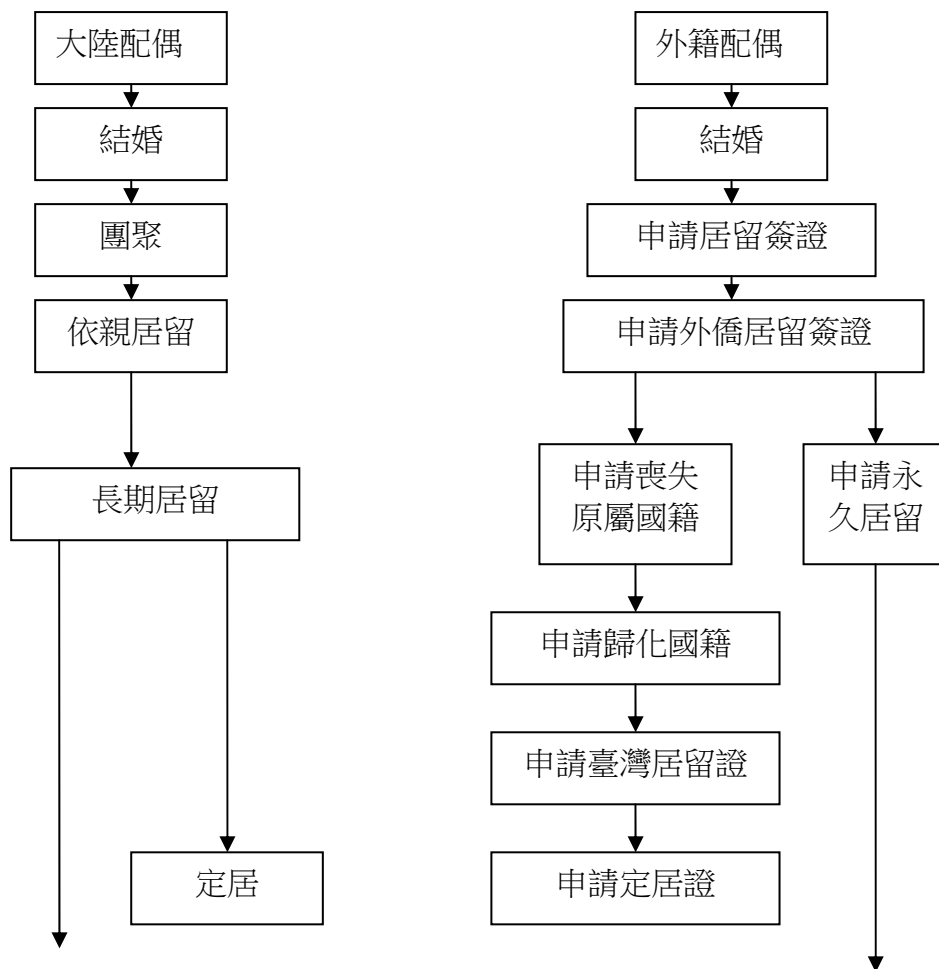 大陸配偶
結婚
團聚
依親居留
長期居留
定居
外籍配偶
結婚
申請居留簽證
申請外僑居留簽證
申請喪失
原屬國籍
申請歸化國籍
申請臺灣居留證
申請定居證
申請永
久居留